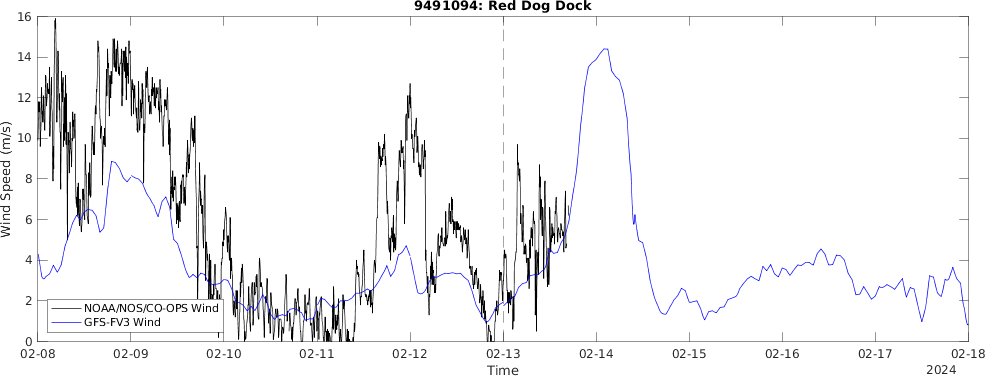 9491094: Red Dog Dock
16
14
12
10
8
6
4
2
0
Wind Speed (m/s)
NOAA/NOS/CO-OPS Wind
GFS-FV3 Wind
02-08 02-09 02-10 02-11 02-12 02-13 02-14 02-15 02-16 02-17 02-18
Time
2024